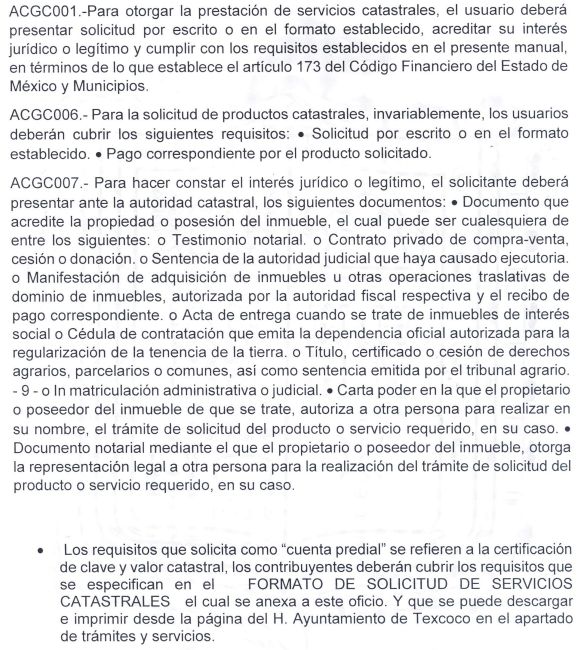 ACGC001.-Para otorgar la prestación de servicios catastrales, el usuario deberá
presentar solicitud por escrito o en el formato establecido, acreditar su interés
jurídico o legítimo y cumplir con los requisitos establecidos en el presente manual,
en términos de lo que establece el artículo 173 del Código Financiero del Estado de
México y Municipios.
ACGC006.- Para la solicitud de productos catastrales, invariablemente, los usuarios
deberán cubrir los siguientes requisitos: • Solicitud por escrito o en el formato
establecido. • Pago correspondiente por el producto solicitado.
ACGC007.- Para hacer constar el interés jurídico o legítimo, el solicitante deberá
presentar ante la autoridad catastral, los siguientes documentos: • Documento que
acredite la propiedad o posesión del inmueble, el cual puede ser cualesquiera de
entre los siguientes: o Testimonio notarial. o Contrato privado de compra-venta,
cesión o donación. o Sentencia de la autoridad judicial que haya causado ejecutoria.
o Manifestación de adquisición de inmuebles u otras operaciones traslativas de
dominio de inmuebles, autorizada por la autoridad fiscal respectiva y el recibo de
pago correspondiente. o Acta de entrega cuando se trate de inmuebles de interés
social o Cédula de contratación que emita la dependencia oficial autorizada para la
regularización de la tenencia de la tierra. o Título, certificado o cesión de derechos
agrarios, parcelarios o comunes, así como sentencia emitida por el tribunal agrario.
- 9 - o In matriculación administrativa o judicial. • Carta poder en la que el propietario
o poseedor del inmueble de que se trate, autoriza a otra persona para realizar en
su nombre, el trámite de solicitud del producto o servicio requerido, en su caso. •
Documento notarial mediante el que el propietario o poseedor del inmueble, otorga
la representación legal a otra persona para la realización del trámite de solicitud del
producto o servicio requerido, en su caso.
• Los requisitos que solicita como “cuenta predial” se refieren a la certificación
de clave y valor catastral, los contribuyentes deberán cubrir los requisitos que
se especifican en el FORMATO DE SOLICITUD DE SERVICIOS
CATASTRALES el cual se anexa a este oficio. Y que se puede descargar
e imprimir desde la página del H. Ayuntamiento de Texcoco en el apartado
de trámites y servicios.